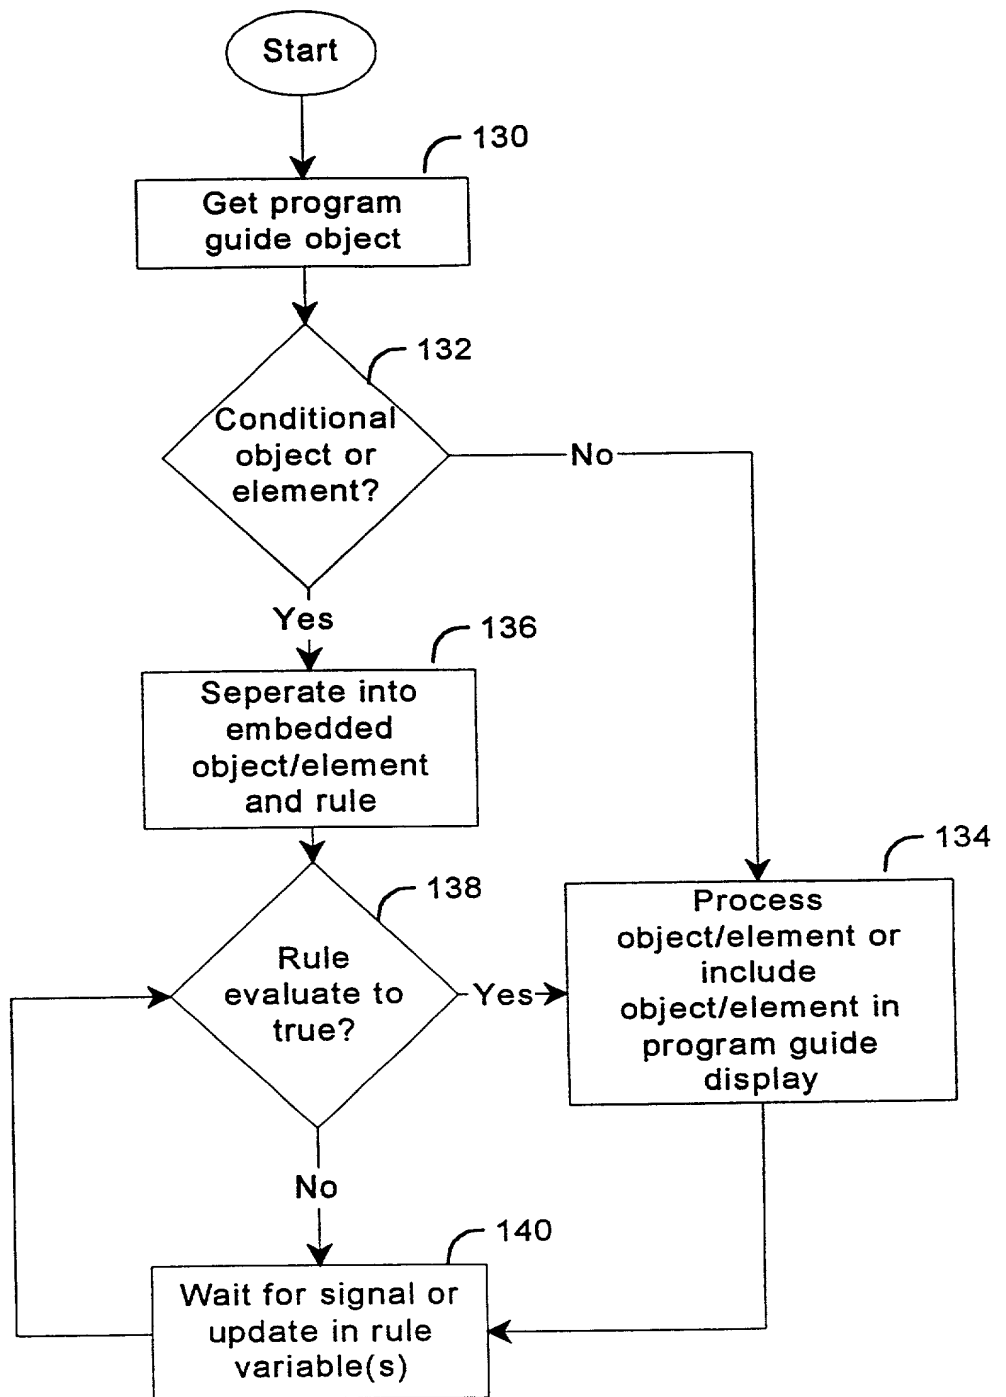 Start
130
Get program
guide object
132
Conditional
object or
element?
No
Yes
136
Seperate into
embedded
object/element
and rule
134
138
Process
object/element or
include
object/element in
program guide
display
Rule
evaluate to
true?
Yes
No
140
Wait for signal or
update in rule
variable(s)